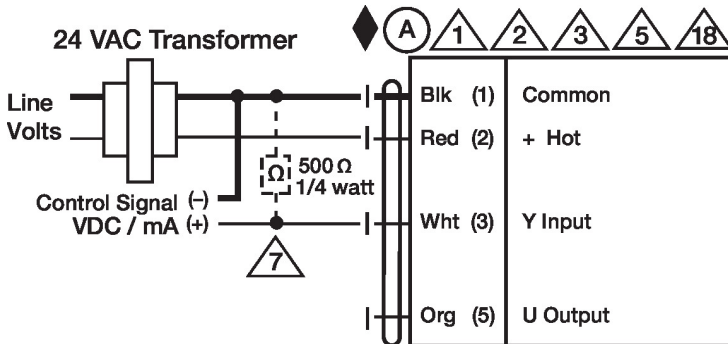 24 VAC Transformer
A 1 2 3 5 18
Line
Volts
Blk (1) Common
Red (2) + Hot
Ω 500 Ω
1/4 watt
Control Signal (–)
VDC / mA (+)
Wht (3) Y Input
7
Org (5) U Output